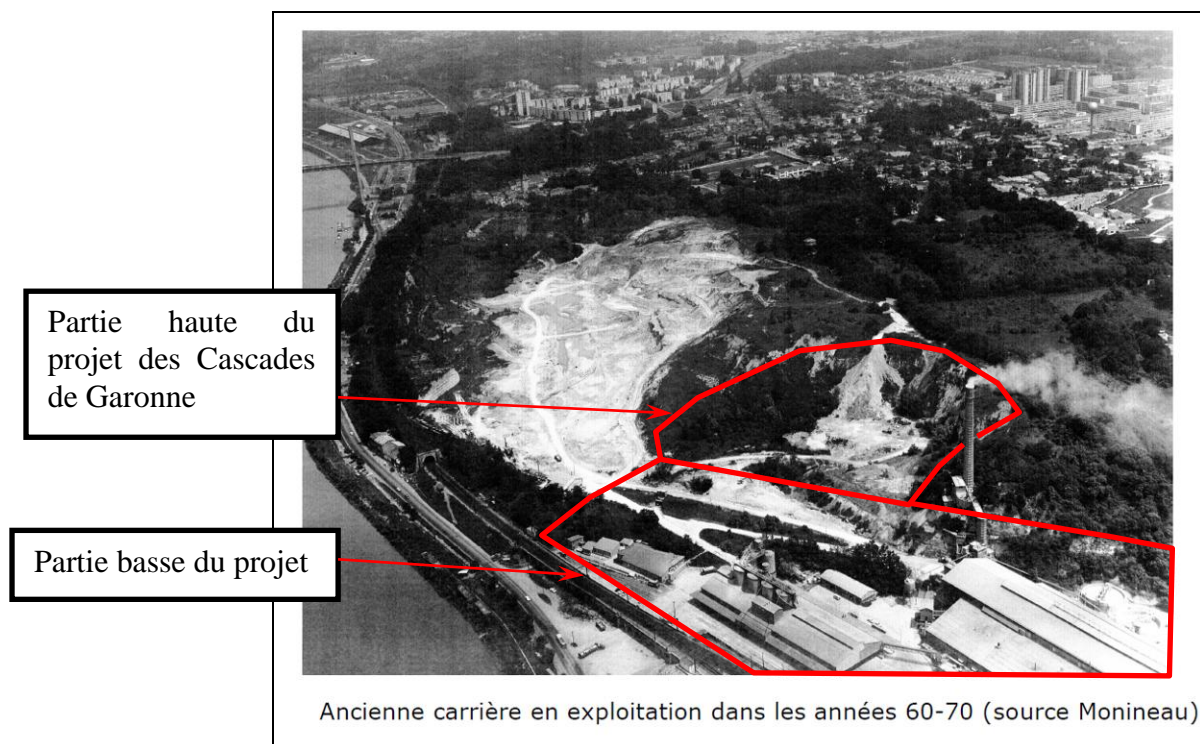 Partie haute du
projet des Cascades
de Garonne
Partie basse du projet
Ancienne carrière en exploitation dans les années 60-70 (source Monineau)